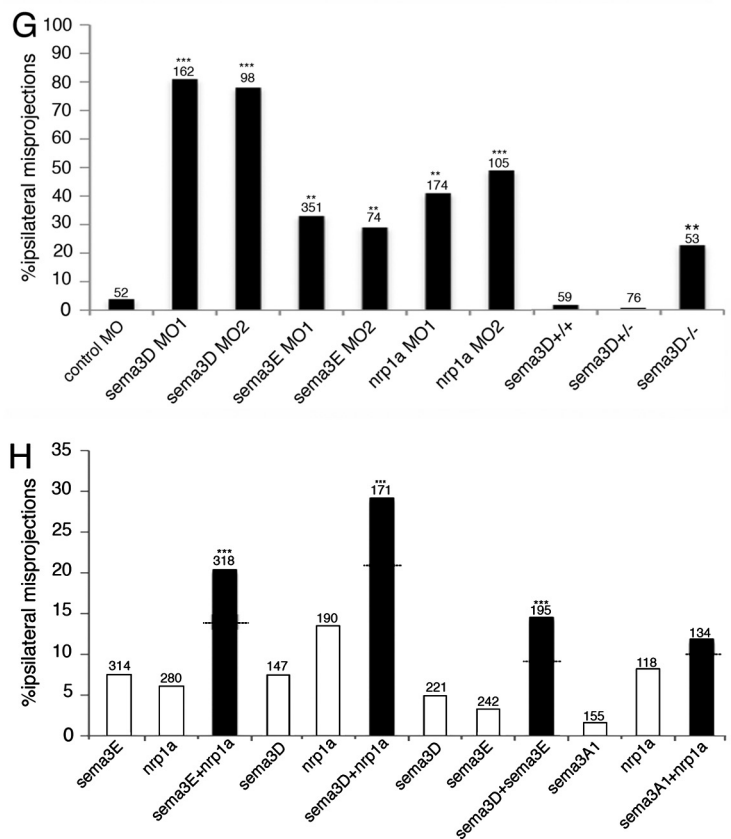 G
%ipsilateral misprojections
100
90
80
70
60
50
40
30
20
10
0
52
***
162
***
98
**
351
**
74
**
174
***
105
59
76
**
53
control MO
sema3D MO1
sema3D MO2
sema3E MO1
sema3E MO2
nrp1a MO1
nrp1a MO2
sema3D+/+
sema3D+/-
sema3D-/-
H
%ipsilateral misprojections
35
30
25
20
15
10
5
0
314
280
***
318
147
190
***
171
221
242
***
195
155
118
134
sema3E
nrp1a
sema3E+nrp1a
sema3D
nrp1a
sema3D+nrp1a
sema3D
sema3E
sema3D+sema3E
sema3A1
nrp1a
sema3A1+nrp1a